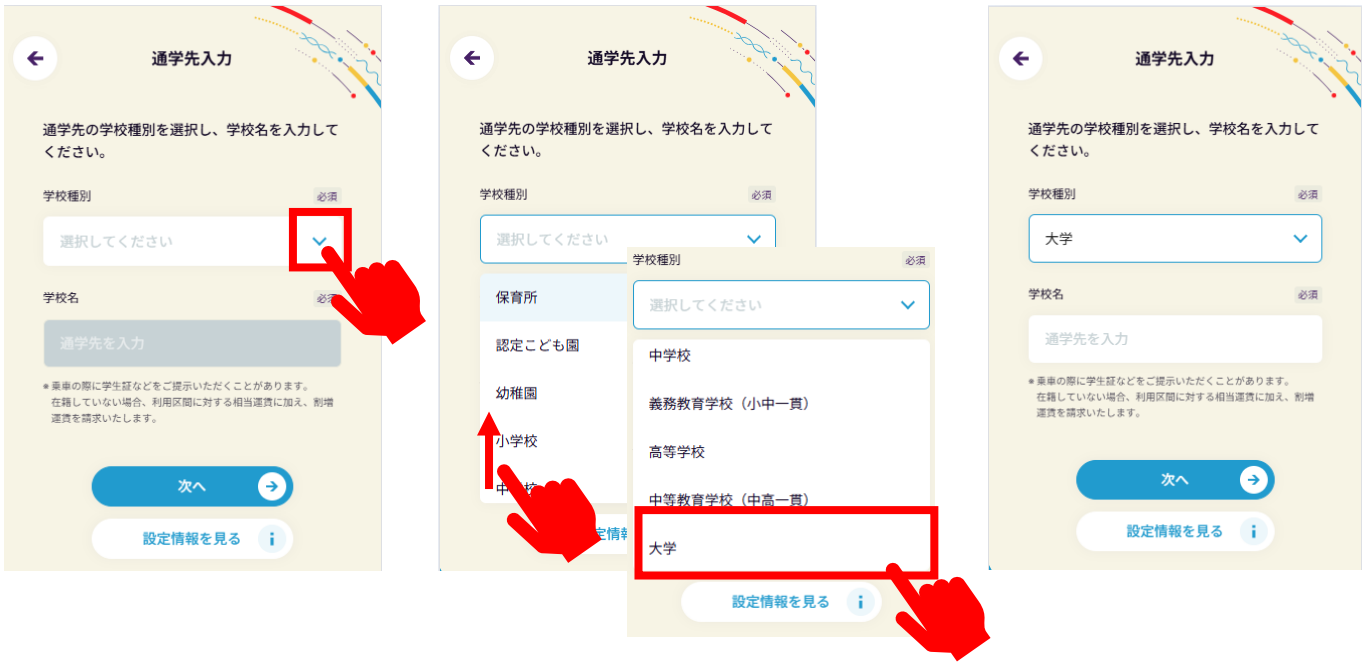 通学先入力
通学先の学校種別を選択し、学校名を入力して
ください。
学校種別
必須
選択してください
学校名
通学先を入力
※乗車の際に学生証などをご提示いただくことがあります。
在籍していない場合、利用区間に対する相当運賃に加え、割増
運賃を請求いたします。
次へ
設定情報を見る
i
通学先入力
通学先の学校種別を選択し、学校名を入力して
ください。
学校種別
必須
選択してください
保育所
認定こども園
幼稚園
小学校
学校種別
必須
選択してください
中学校
義務教育学校（小中一貫）
高等学校
中等教育学校（中高一貫）
大学
設定情報を見る
i
通学先入力
通学先の学校種別を選択し、学校名を入力して
ください。
学校種別
必須
大学
学校名
必須
通学先を入力
※乗車の際に学生証などをご提示いただくことがあります。
在籍していない場合、利用区間に対する相当運賃に加え、割増
運賃を請求いたします。
次へ
設定情報を見る
i